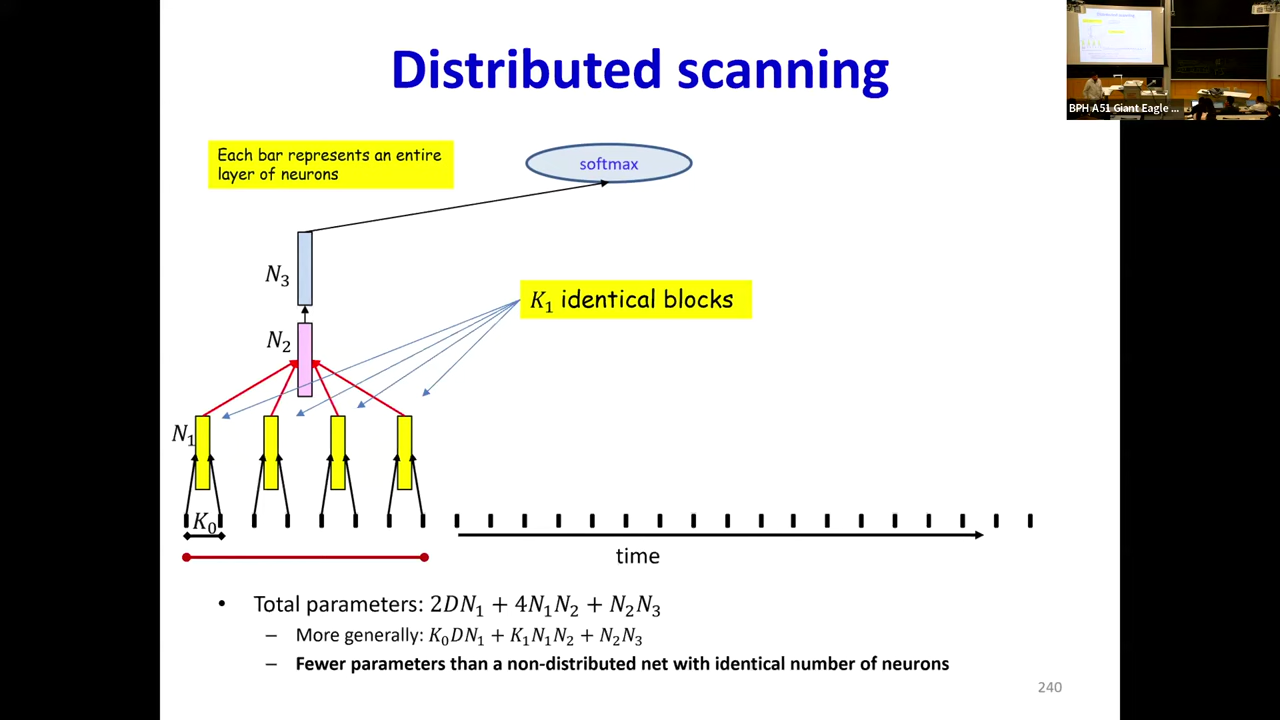 Distributed scanning
BPH A51 Giant Eagle ...
Each bar represents an entire
layer of neurons
softmax
N₃
K₁ identical blocks
N₂
N₁
K₀
time
• Total parameters: 2DN₁ + 4N₁N₂ + N₂N₃
– More generally: K₀DN₁ + K₁N₁N₂ + N₂N₃
– Fewer parameters than a non-distributed net with identical number of neurons
240